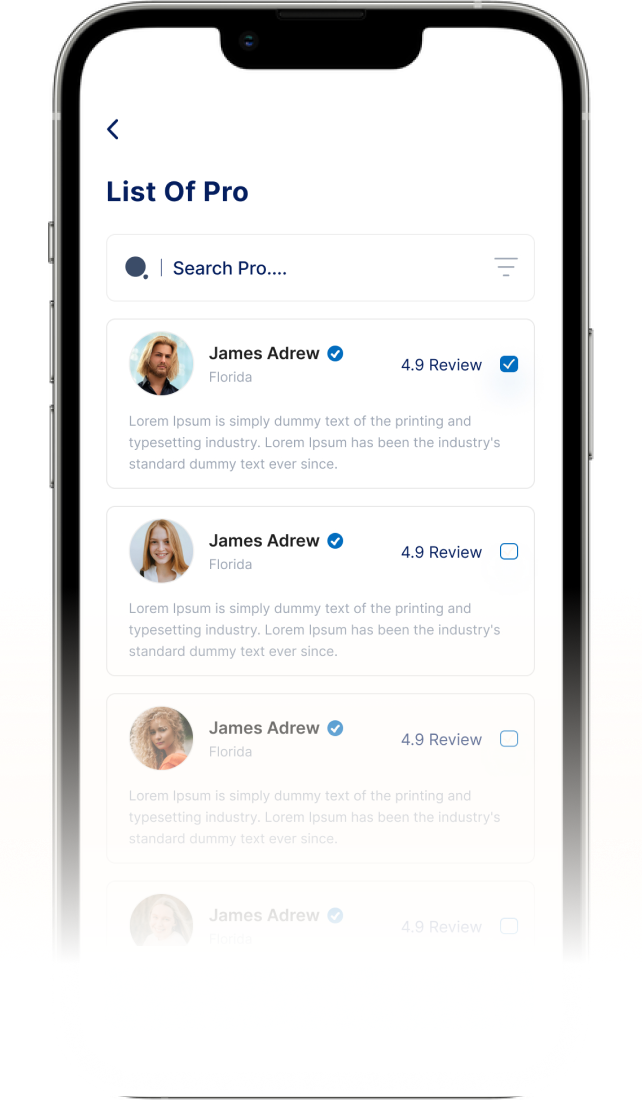 List Of Pro
Search Pro....
James Adrew
4.9 Review
Florida
Lorem Ipsum is simply dummy text of the printing and
typesetting industry. Lorem Ipsum has been the industry's
standard dummy text ever since.
James Adrew
4.9 Review
Florida
Lorem Ipsum is simply dummy text of the printing and
typesetting industry. Lorem Ipsum has been the industry's
standard dummy text ever since.
James Adrew
4.9 Review
Florida
Lorem Ipsum is simply dummy text of the printing and
typesetting industry. Lorem Ipsum has been the industry's
standard dummy text ever since.
James Adrew
4.9 Review
Florida